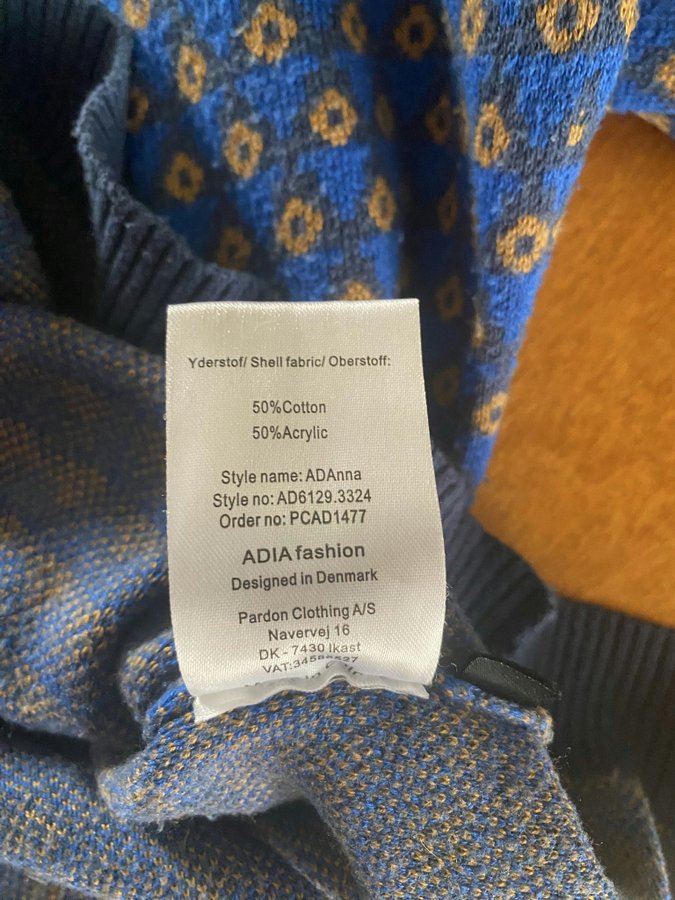 Yderstof/ Shell fabric/ Oberstoff:
50%Cotton
50%Acrylic
Style name: ADAnna
Style no: AD6129.3324
Order no: PCAD1477
ADIA fashion
Designed in Denmark
Pardon Clothing A/S
Navervej 16
DK - 7430 Ikast